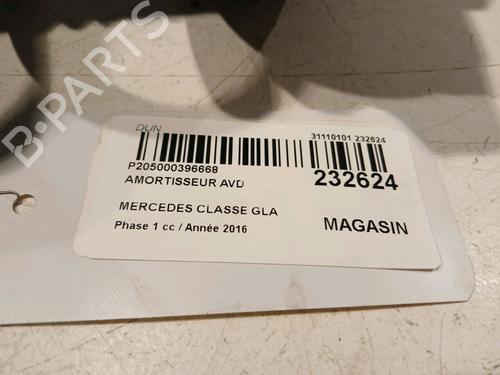 DUN
31110101 232624
P205000396668
232624
AMORTISSEUR AVD
MERCEDES CLASSE GLA
Phase 1 cc / Année 2016
MAGASIN
B-PARTS